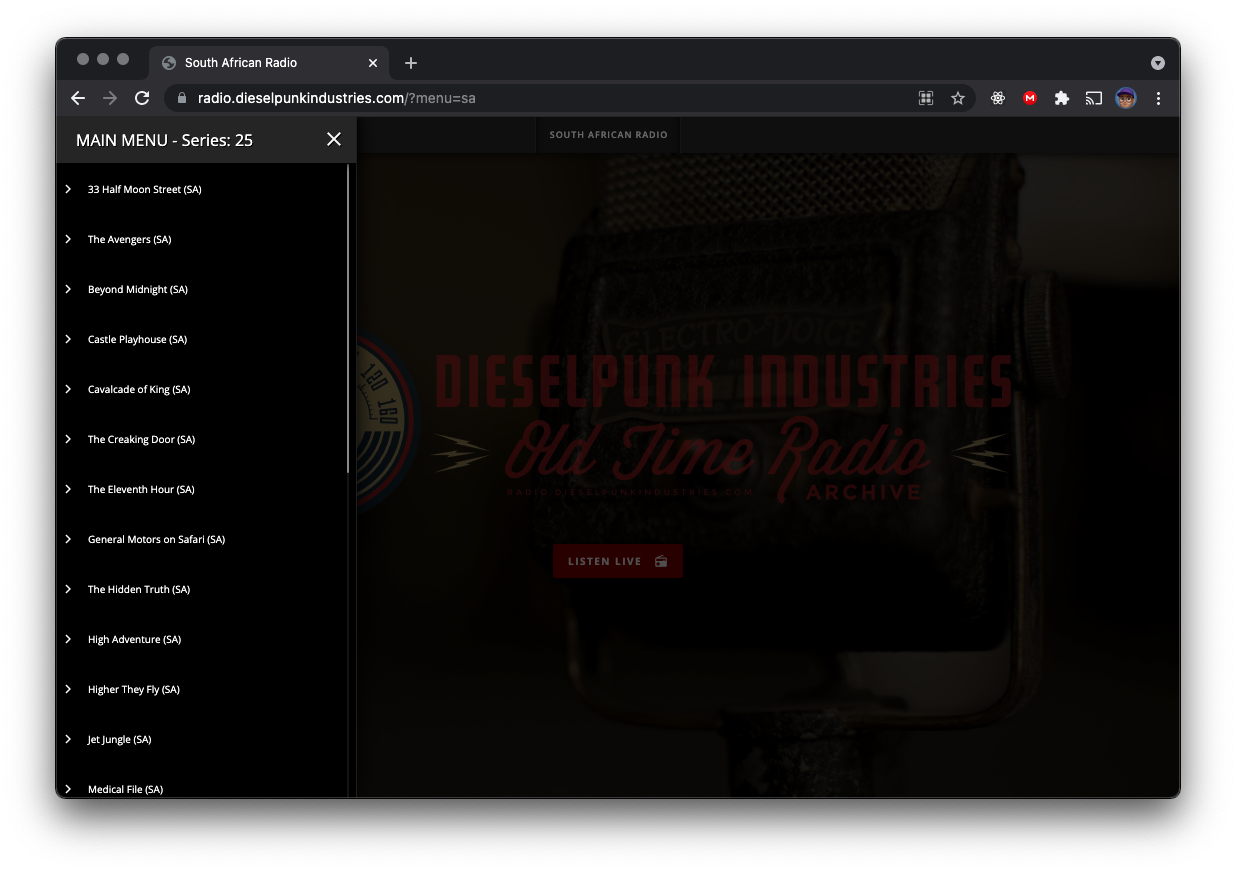 South African Radio
radio.dieselpunkindustries.com/?menu=sa
M
MAIN MENU - Series: 25
SOUTH AFRICAN RADIO
33 Half Moon Street (SA)
The Avengers (SA)
Beyond Midnight (SA)
Castle Playhouse (SA)
Cavalcade of King (SA)
The Creaking Door (SA)
The Eleventh Hour (SA)
General Motors on Safari (SA)
The Hidden Truth (SA)
High Adventure (SA)
Higher They Fly (SA)
Jet Jungle (SA)
Medical File (SA)
ELECTRO-VOICE
120 160
DIESELPUNK INDUSTRIES
Old Time Radio
RADIO.DIESELPUNKINDUSTRIES.COM
ARCHIVE
LISTEN LIVE